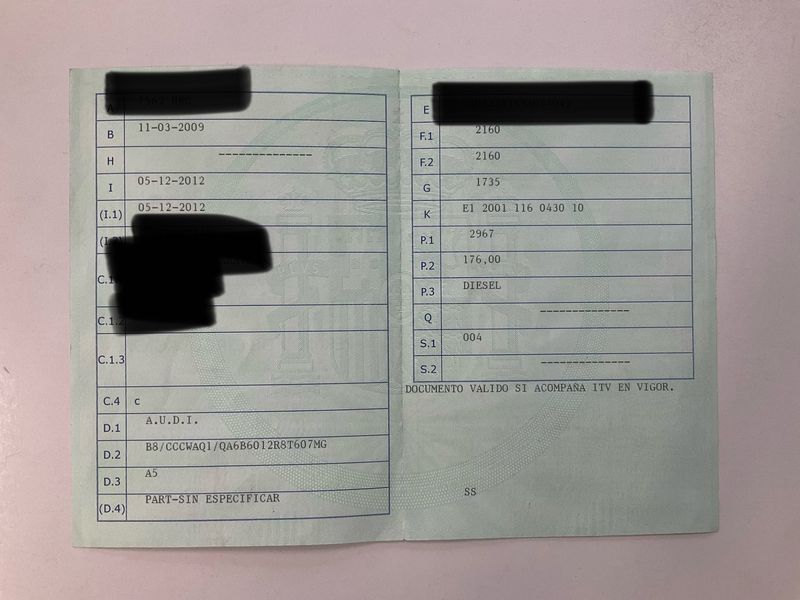 A
B 11-03-2009
H --------------
I 05-12-2012
(I.1) 05-12-2012
C.1.2
C.1.3
C.4 c
D.1 A.U.D.I.
D.2 B8/CCCWAQ1/QA6B6012R8T607MG
D.3 A5
(D.4) PART-SIN ESPECIFICAR
E
F.1 2160
F.2 2160
G 1735
K E1 2001 116 0430 10
P.1 2967
P.2 176,00
P.3 DIESEL
Q --------------
S.1 004
S.2 --------------
DOCUMENTO VALIDO SI ACOMPAÑA ITV EN VIGOR.
SS